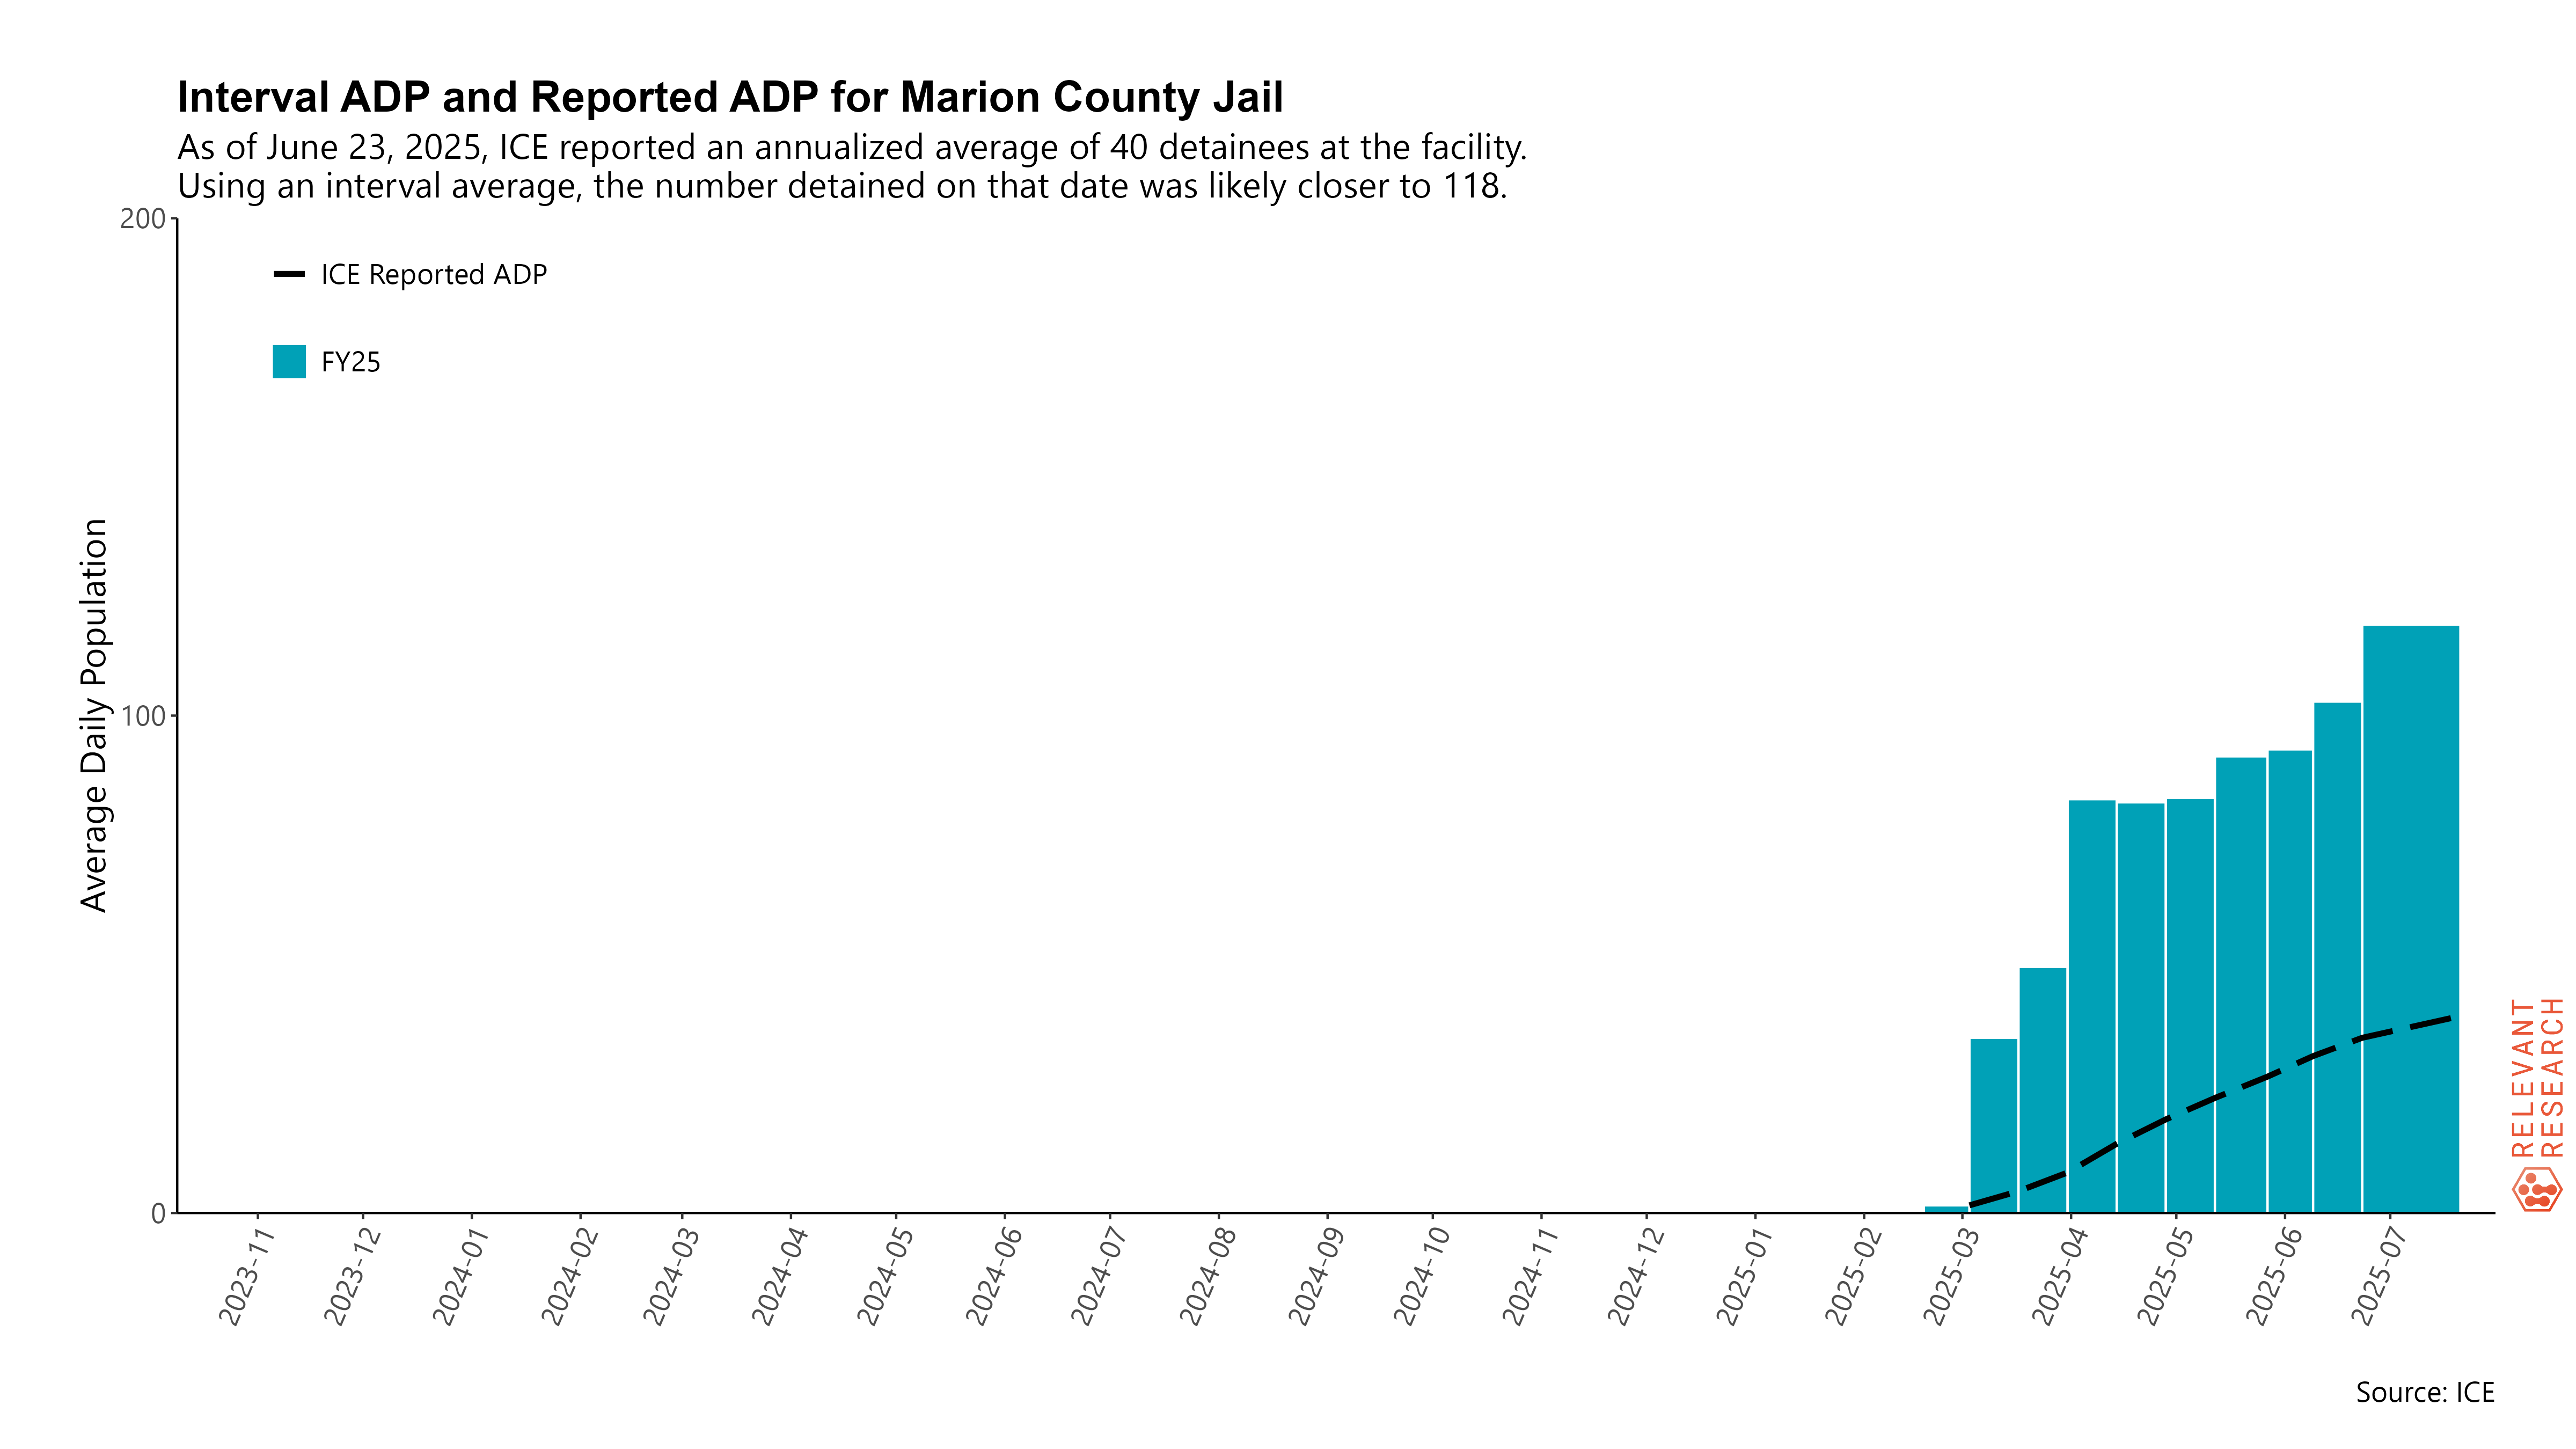 Interval ADP and Reported ADP for Marion County Jail
As of June 23, 2025, ICE reported an annualized average of 40 detainees at the facility.
Using an interval average, the number detained on that date was likely closer to 118.
200
ICE Reported ADP
FY25
Average Daily Population
100
0
2023-11
2023-12
2024-01
2024-02
2024-03
2024-04
2024-05
2024-06
2024-07
2024-08
2024-09
2024-10
2024-11
2024-12
2025-01
2025-02
2025-03
2025-04
2025-05
2025-06
2025-07
RELEVANT
RESEARCH
Source: ICE